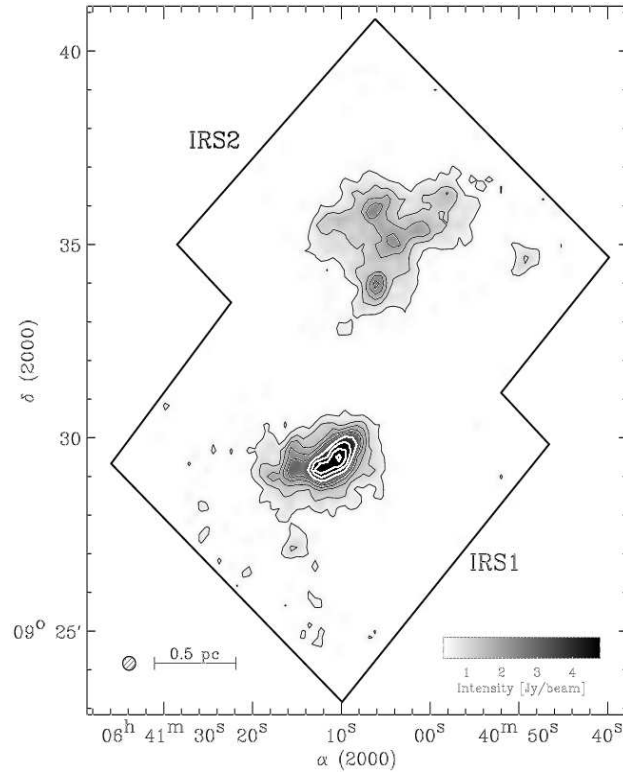 40
IRS2
35
δ (2000)
30
IRS1
09° 25'
0.5 pc
1 2 3 4
Intensity [Jy/beam]
06ʰ 41ᵐ 30ˢ 20ˢ 10ˢ 00ˢ 40ᵐ 50ˢ 40ˢ
α (2000)